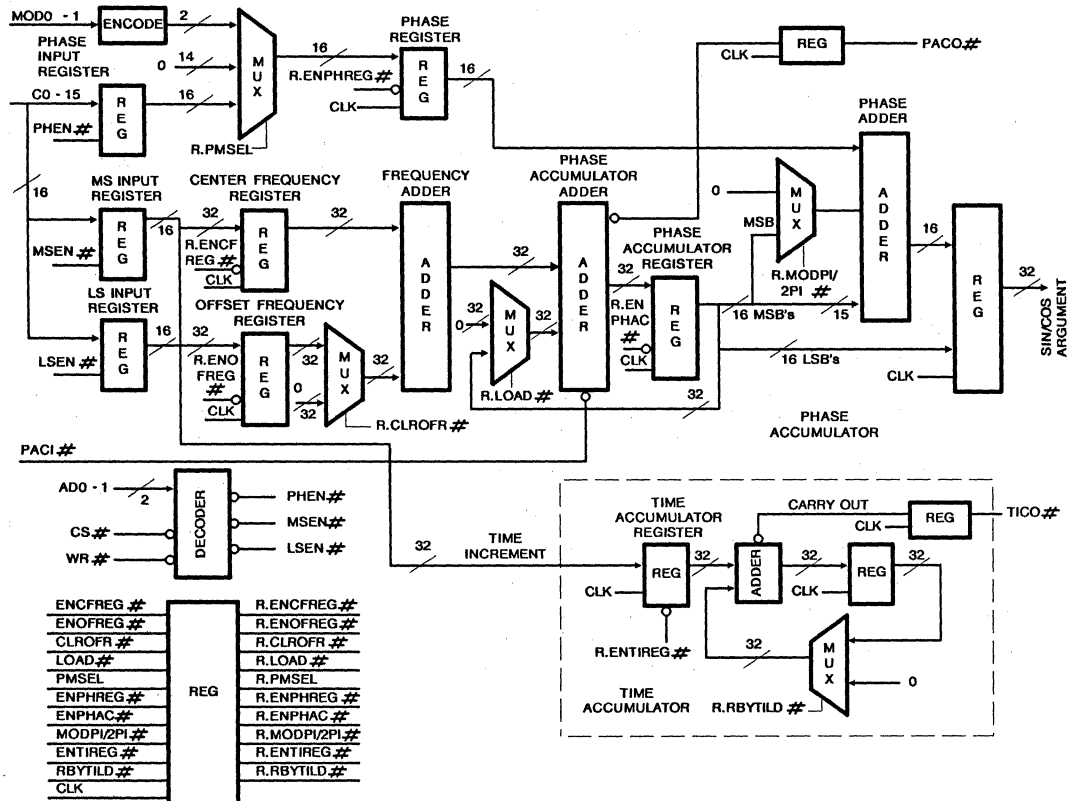 MOD0 - 1
ENCODE
2
PHASE
INPUT
REGISTER
0
14
16
MUX
R.PMSEL
C0 - 15
REG
16
PHEN#
16
PHASE
REGISTER
R.ENPHREG#
REG
CLK
16
CLK
REG
PACO#
PHASE
ADDER
ADDER
0
MUX
MSB
R.MODPI/
2PI #
16
REG
32
SIN/COS
ARGUMENT
CLK
MS INPUT
REGISTER
REG
MSEN#
16
CENTER FREQUENCY
REGISTER
32
R.ENCF
REG#
CLK
REG
32
FREQUENCY
ADDER
ADDER
PHASE
ACCUMULATOR
ADDER
ADDER
32
32
0
MUX
32
R.LOAD#
PHASE
ACCUMULATOR
REGISTER
32
R.EN
PHAC
#
CLK
REG
16 MSB's
15
16 LSB's
32
PHASE
ACCUMULATOR
LS INPUT
REGISTER
REG
LSEN#
16
OFFSET FREQUENCY
REGISTER
32
R.ENO
FREG
#
CLK
REG
32
0
32
MUX
32
R.CLROFR#
PACI#
AD0 - 1
2
CS#
WR#
DECODER
PHEN#
MSEN#
LSEN#
32
TIME
INCREMENT
TIME
ACCUMULATOR
REGISTER
REG
CLK
R.ENTIREG#
32
ADDER
CARRY OUT
CLK
REG
TICO#
32
CLK
REG
32
32
MUX
0
R.RBYTILD#
TIME
ACCUMULATOR
ENCFREG#
R.ENCFREG#
ENOFREG#
R.ENOFREG#
CLROFR#
R.CLROFR#
LOAD#
R.LOAD#
PMSEL
REG
R.PMSEL
ENPHREG#
R.ENPHREG#
ENPHAC#
R.ENPHAC#
MODPI/2PI#
R.MODPI/2PI#
ENTIREG#
R.ENTIREG#
RBYTILD#
R.RBYTILD#
CLK